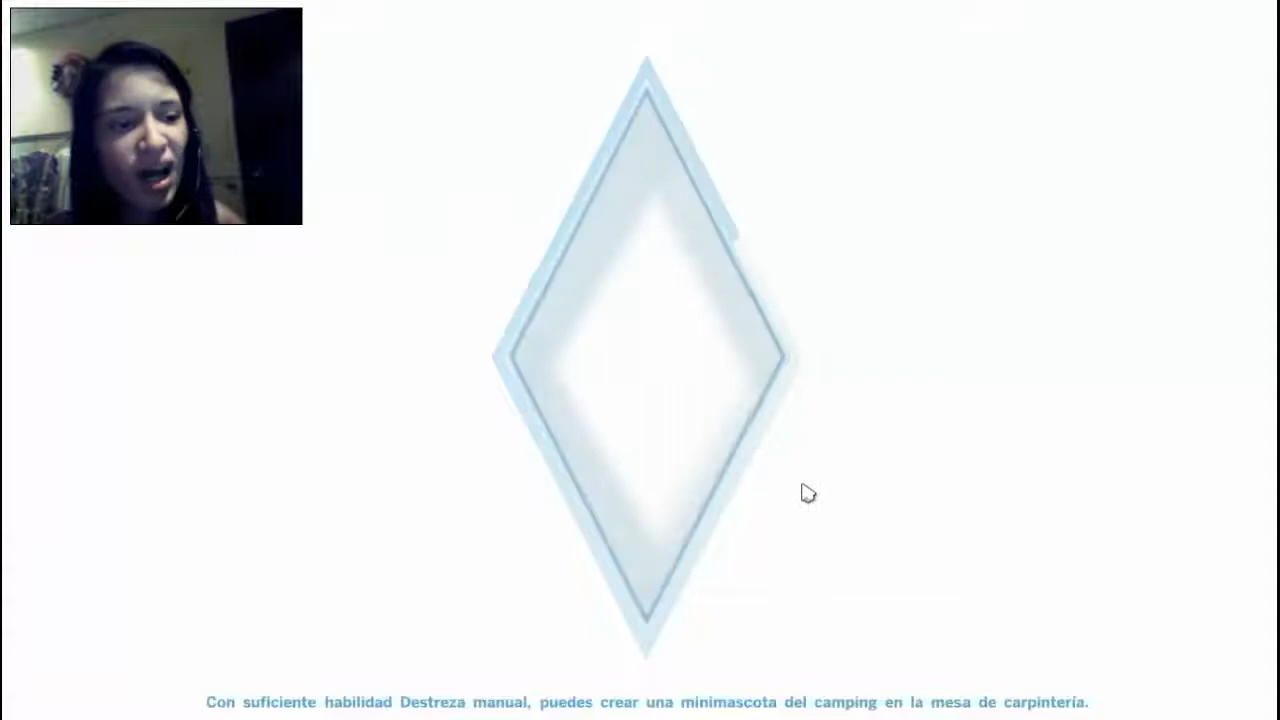 Con suficiente habilidad Destreza manual, puedes crear una minimascota del camping en la mesa de carpintería.